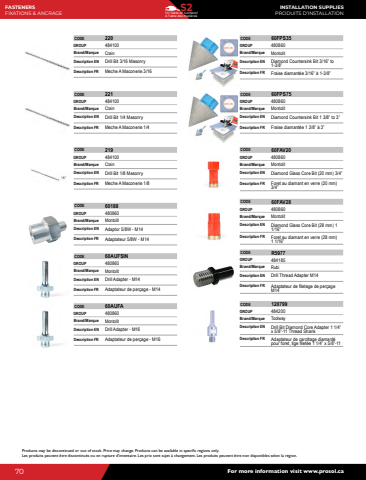 FASTENERS
FIXATIONS & ANCRAGE
S2
INSTALLATION SUPPLIES
PRODUITS D'INSTALLATION
CODE 220
GROUP 484100
Brand/Marque Crain
Description EN Drill Bit 3/16 Masonry
Description FR Mèche A Maconerie 3/16
CODE 221
GROUP 484100
Brand/Marque Crain
Description EN Drill Bit 1/4 Masonry
Description FR Mèche A Maconerie 1/4
CODE 219
GROUP 484100
Brand/Marque Crain
Description EN Drill Bit 1/8 Masonry
Description FR Mèche A Maconerie 1/8
CODE 60189
GROUP 480860
Brand/Marque Montolit
Description EN Adaptor 5/8W - M14
Description FR Adaptateur 5/8W - M14
CODE 60AUFSIN
GROUP 480860
Brand/Marque Montolit
Description EN Drill Adapter - M14
Description FR Adaptateur de perçage - M14
CODE 60AUFA
GROUP 480860
Brand/Marque Montolit
Description EN Drill Adapter - M16
Description FR Adaptateur de perçage - M16
CODE 60FPS35
GROUP 480860
Brand/Marque Montolit
Description EN Diamond Countersink Bit 3/16" to
1-3/8"
Description FR Fraise diamantée 3/16" à 1-3/8"
CODE 60FPS75
GROUP 480860
Brand/Marque Montolit
Description EN Diamond Countersink Bit 1 3/8" to 3"
Description FR Fraise diamantée 1 3/8" à 3"
CODE 60FAV20
GROUP 480860
Brand/Marque Montolit
Description EN Diamond Glass Core Bit (20 mm) 3/4"
Description FR Foret au diamant en verre (20 mm)
3/4"
CODE 60FAV28
GROUP 480860
Brand/Marque Montolit
Description EN Diamond Glass Core Bit (28 mm) 1
1/16"
Description FR Foret au diamant en verre (28 mm)
1 1/16"
CODE R5977
GROUP 484165
Brand/Marque Rubi
Description EN Drill Thread Adapter M14
Description FR Adaptateur de filetage de perçage
M14
CODE 128799
GROUP 484200
Brand/Marque Toolway
Description EN Drill Bit Diamond Core Adapter 1 1/4"
x 5/8"-11 Thread Shank
Description FR Adaptateur de carottage diamanté
pour foret, tige filetée 1 1/4" x 5/8"-11
Products may be discontinued or out of stock. Price may change. Products can be available in specific regions only.
Les produits peuvent être discontinués ou en rupture d'inventaire. Les prix sont sujet à changement. Les produits peuvent être non disponibles selon la région.
70
For more information visit www.prosol.ca